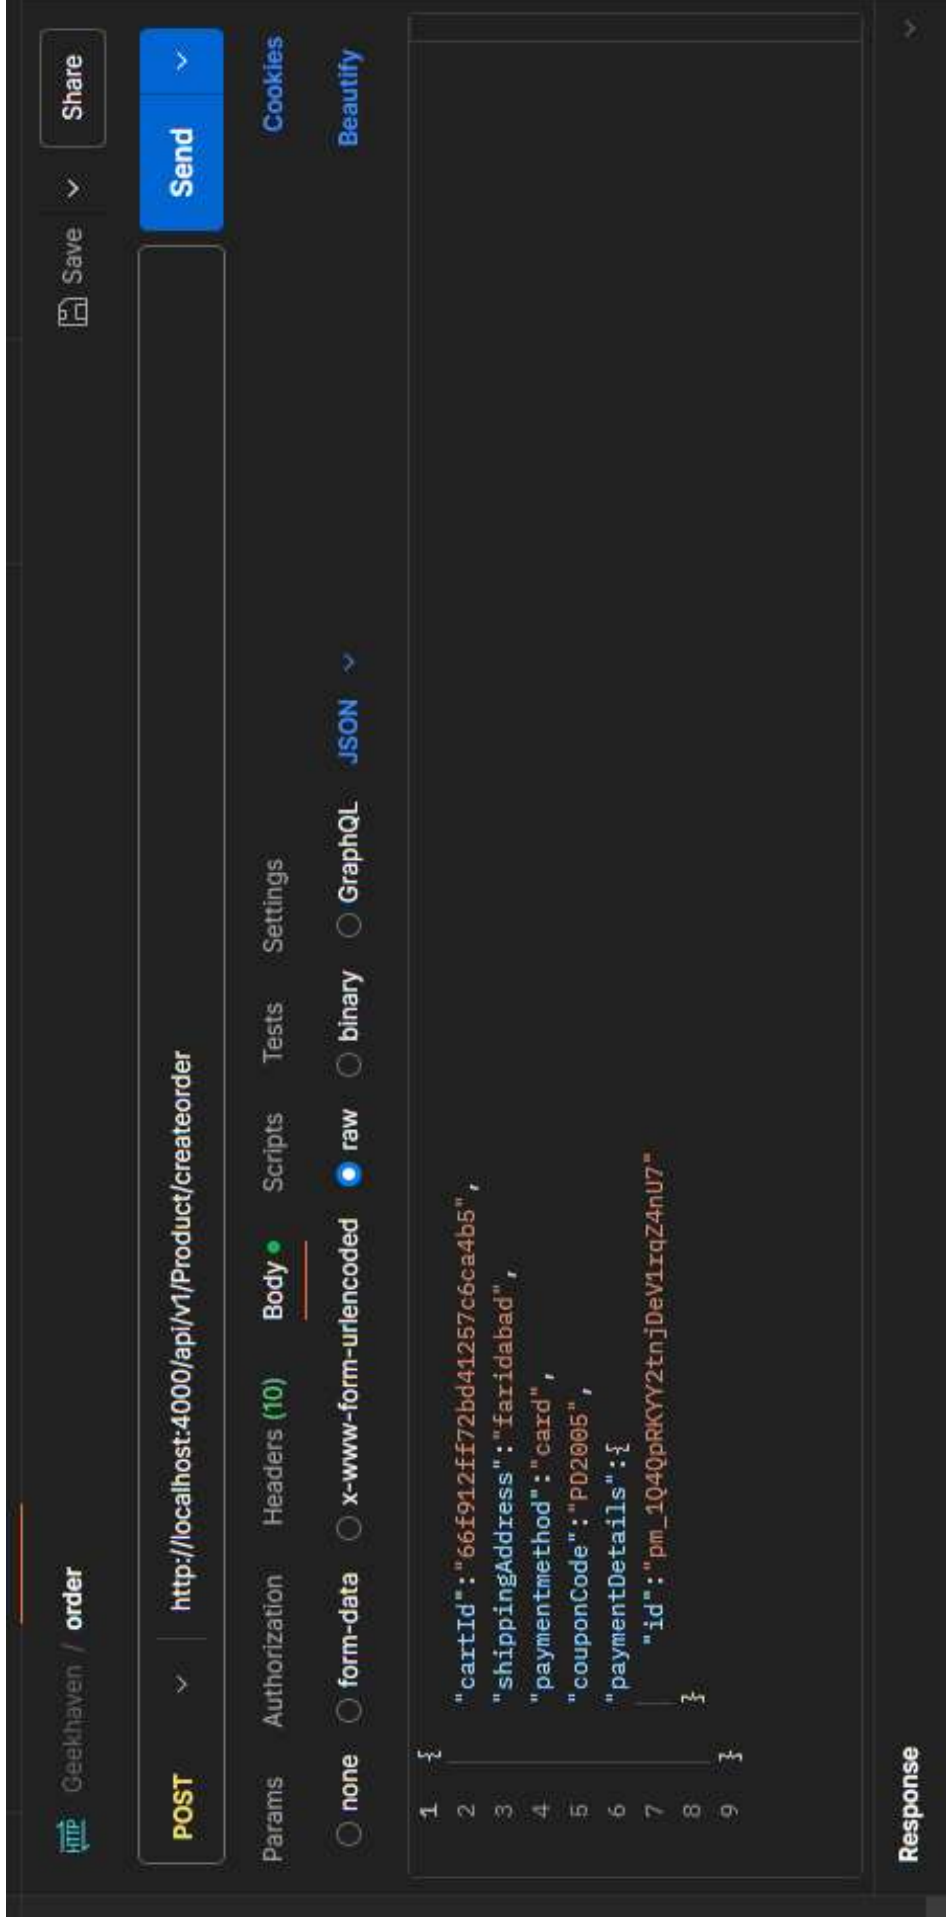 HTTP Geekhaven / order Save Share
POST http://localhost:4000/api/v1/Product/createorder Send
Params Authorization Headers (10) Body Scripts Tests Settings Cookies
none form-data x-www-form-urlencoded raw binary GraphQL JSON Beautify
1 {
2 "cartId":"66f912ff72bd41257c6ca4b5",
3 "shippingAddress":"faridabad",
4 "paymentmethod":"card",
5 "couponCode":"PD2005",
6 "paymentDetails":{
7 "id":"pm_1Q4QpRKYY2tnjDeV1rqZ4nU7"
8 }
9 }
Response